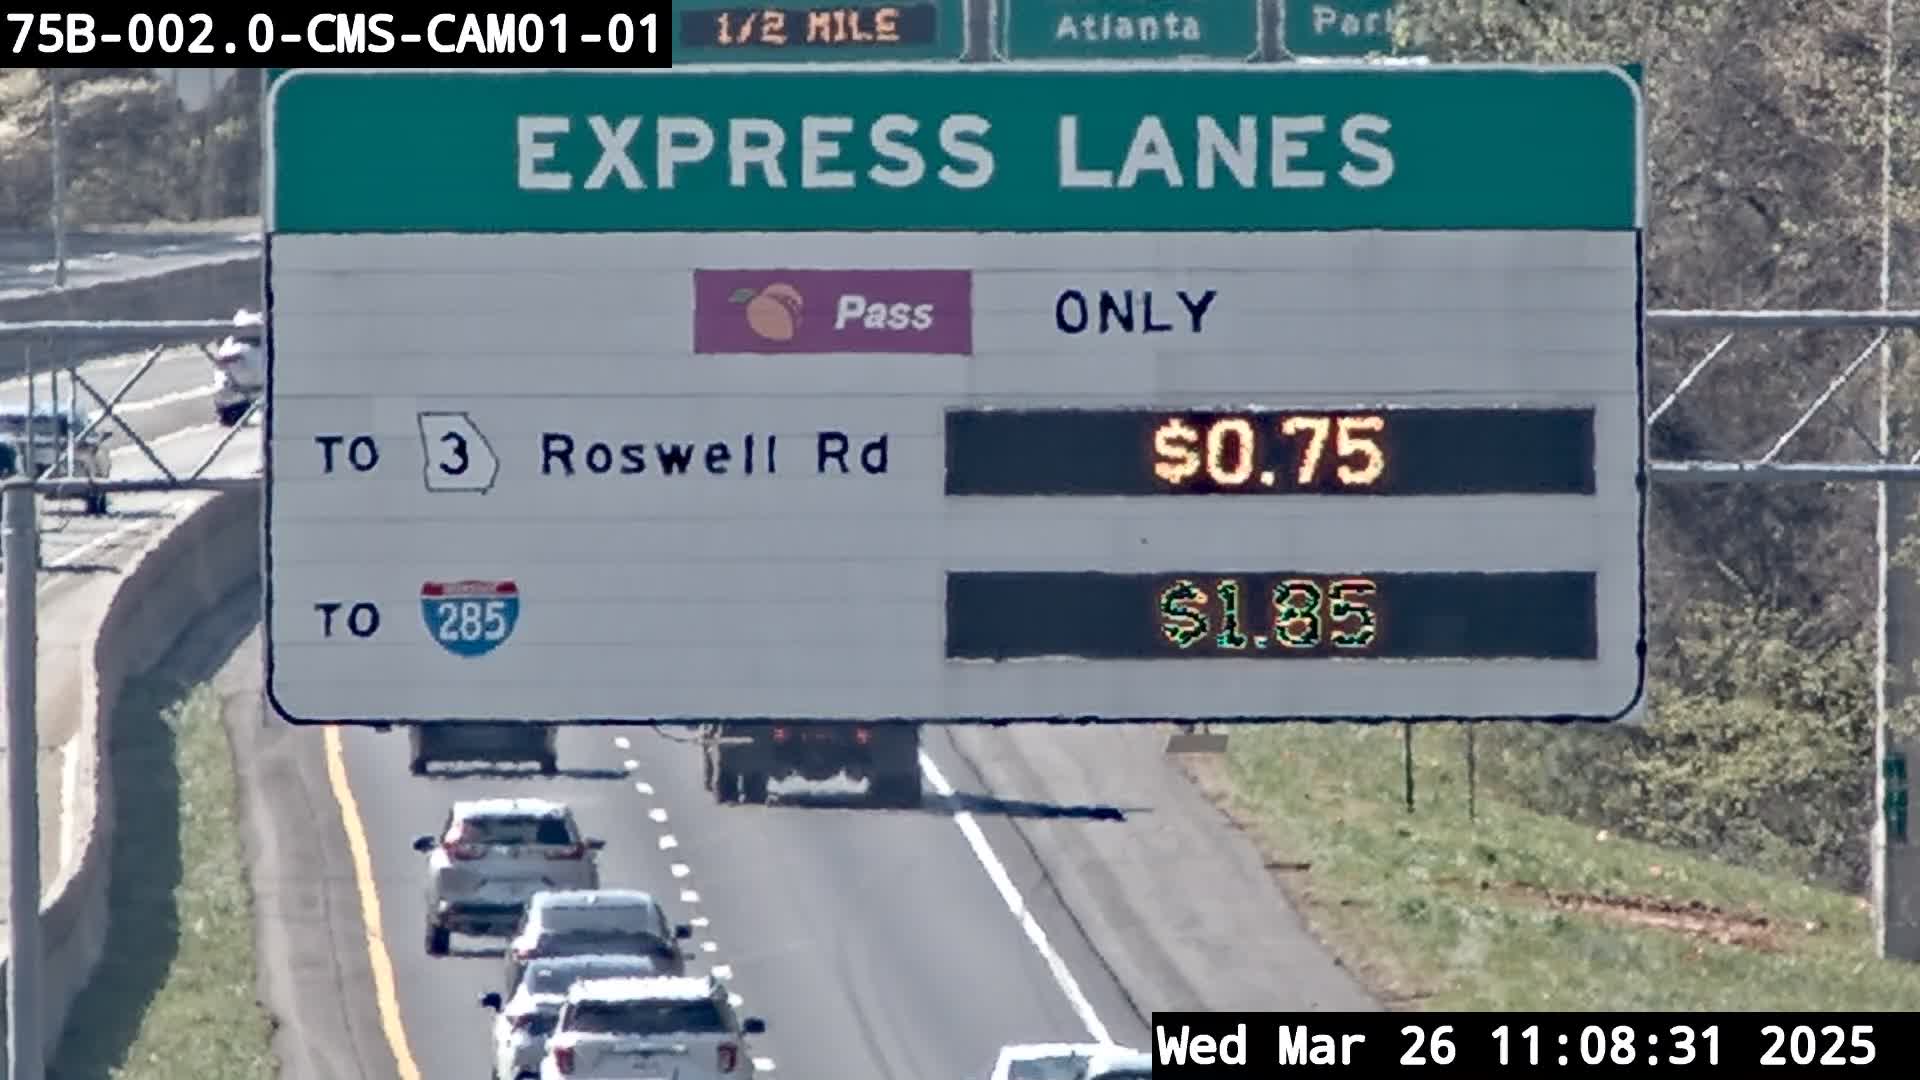 75B-002.0-CMS-CAM01-01
1/2 MILE
Atlanta
EXPRESS LANES
Pass ONLY
TO 3 Roswell Rd $0.75
TO 285 $1.85
Wed Mar 26 11:08:31 2025